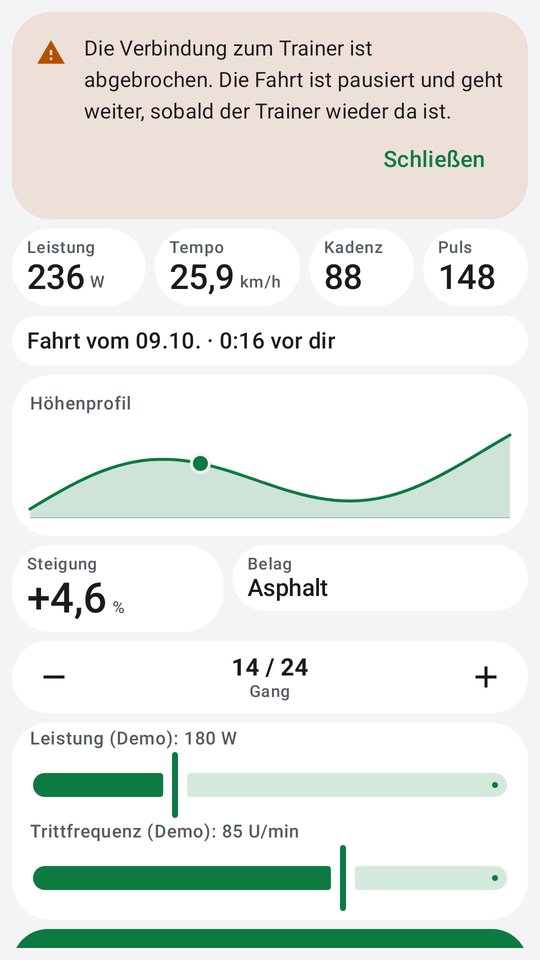 Die Verbindung zum Trainer ist
abgebrochen. Die Fahrt ist pausiert und geht
weiter, sobald der Trainer wieder da ist.
Schließen
Leistung
236 W
Tempo
25,9 km/h
Kadenz
88
Puls
148
Fahrt vom 09.10. · 0:16 vor dir
Höhenprofil
Steigung
+4,6 %
Belag
Asphalt
14 / 24
Gang
Leistung (Demo): 180 W
Trittfrequenz (Demo): 85 U/min